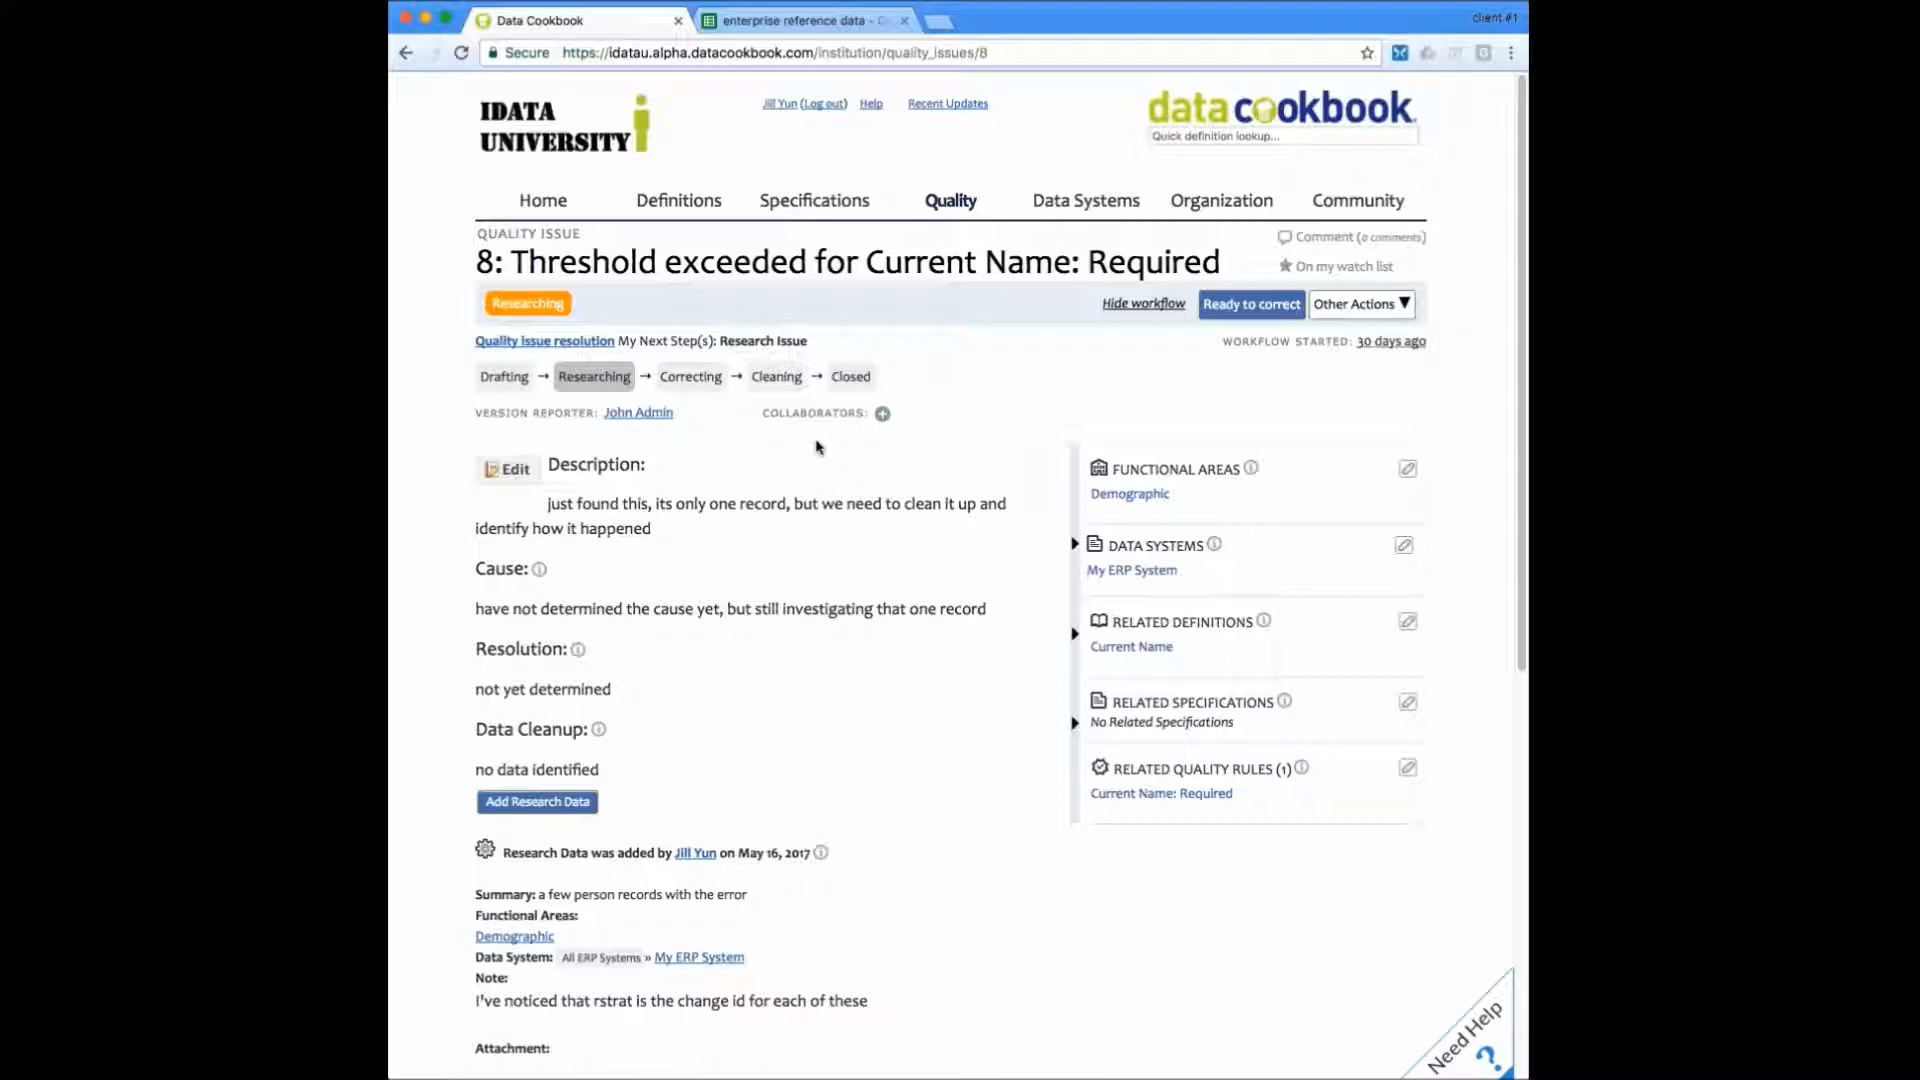 Data Cookbook
enterprise reference data -
client #1
Secure https://idatau.alpha.datacookbook.com/institution/quality_issues/8
IDATA
UNIVERSITY
Jill Yun (Log out) Help Recent Updates
data cookbook.
Quick definition lookup...
Home Definitions Specifications Quality Data Systems Organization Community
QUALITY ISSUE
Comment (0 comments)
8: Threshold exceeded for Current Name: Required
On my watch list
Researching
Hide workflow Ready to correct Other Actions ▼
Quality issue resolution My Next Step(s): Research Issue
WORKFLOW STARTED: 30 days ago
Drafting → Researching → Correcting → Cleaning → Closed
VERSION REPORTER: John Admin COLLABORATORS:
Edit Description:
just found this, its only one record, but we need to clean it up and
identify how it happened
Cause:
have not determined the cause yet, but still investigating that one record
Resolution:
not yet determined
Data Cleanup:
no data identified
Add Research Data
Research Data was added by Jill Yun on May 16, 2017
Summary: a few person records with the error
Functional Areas:
Demographic
Data System: All ERP Systems » My ERP System
Note:
I've noticed that rstrat is the change id for each of these
Attachment:
FUNCTIONAL AREAS
Demographic
DATA SYSTEMS
My ERP System
RELATED DEFINITIONS
Current Name
RELATED SPECIFICATIONS
No Related Specifications
RELATED QUALITY RULES (1)
Current Name: Required
Need Help
?